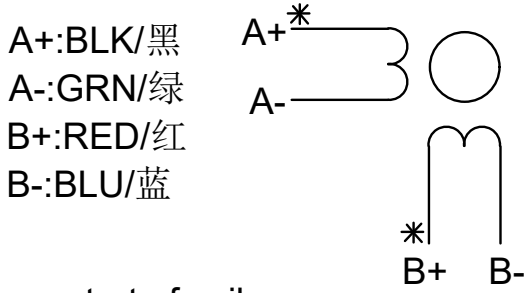 A+:BLK/黑
A-:GRN/绿
B+:RED/红
B-:BLU/蓝
A+*
A-
*
B+ B-